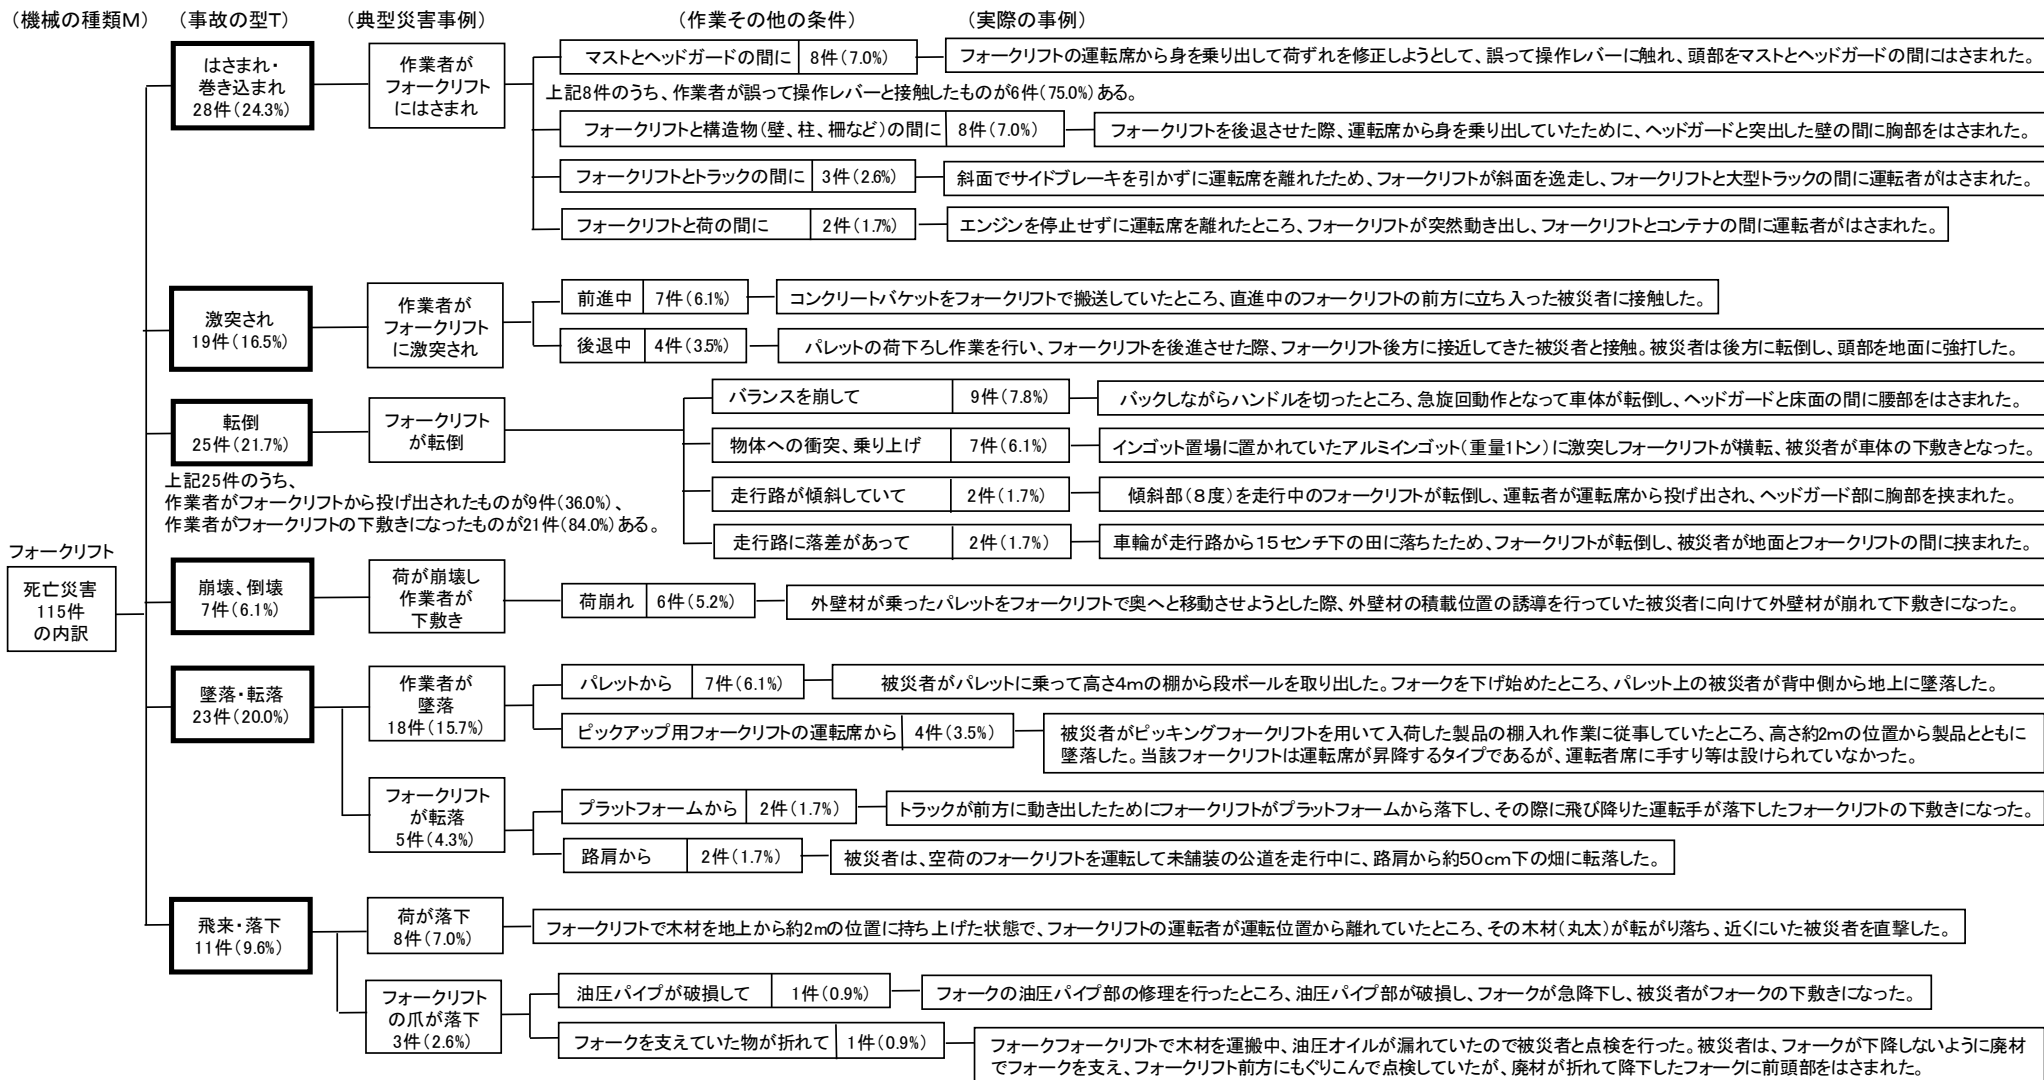 （機械の種類M）　（事故の型T）　（典型災害事例）　（作業その他の条件）　（実際の事例）
はさまれ・
巻き込まれ
28件（24.3%）
作業者が
フォークリフト
にはさまれ
マストとヘッドガードの間に　8件（7.0%）
フォークリフトの運転席から身を乗り出して荷ずれを修正しようとして、誤って操作レバーに触れ、頭部をマストとヘッドガードの間にはさまれた。
上記8件のうち、作業者が誤って操作レバーと接触したものが6件（75.0%）ある。
フォークリフトと構造物（壁、柱、柵など）の間に　8件（7.0%）
フォークリフトを後退させた際、運転席から身を乗り出していたために、ヘッドガードと突出した壁の間に胸部をはさまれた。
フォークリフトとトラックの間に　3件（2.6%）
斜面でサイドブレーキを引かずに運転席を離れたため、フォークリフトが斜面を逸走し、フォークリフトと大型トラックの間に運転者がはさまれた。
フォークリフトと荷の間に　2件（1.7%）
エンジンを停止せずに運転席を離れたところ、フォークリフトが突然動き出し、フォークリフトとコンテナの間に運転者がはさまれた。
激突され
19件（16.5%）
作業者が
フォークリフト
に激突され
前進中　7件（6.1%）
コンクリートバケットをフォークリフトで搬送していたところ、直進中のフォークリフトの前方に立ち入った被災者に接触した。
後退中　4件（3.5%）
パレットの荷下ろし作業を行い、フォークリフトを後進させた際、フォークリフト後方に接近してきた被災者と接触。被災者は後方に転倒し、頭部を地面に強打した。
転倒
25件（21.7%）
フォークリフト
が転倒
バランスを崩して　9件（7.8%）
バックしながらハンドルを切ったところ、急旋回動作となって車体が転倒し、ヘッドガードと床面の間に腰部をはさまれた。
物体への衝突、乗り上げ　7件（6.1%）
インゴット置場に置かれていたアルミインゴット（重量1トン）に激突しフォークリフトが横転、被災者が車体の下敷きとなった。
上記25件のうち、
作業者がフォークリフトから投げ出されたものが9件（36.0%）、
作業者がフォークリフトの下敷きになったものが21件（84.0%）ある。
走行路が傾斜していて　2件（1.7%）
傾斜部（8度）を走行中のフォークリフトが転倒し、運転者が運転席から投げ出され、ヘッドガード部に胸部を挟まれた。
走行路に落差があって　2件（1.7%）
車輪が走行路から15センチ下の田に落ちたため、フォークリフトが転倒し、被災者が地面とフォークリフトの間に挟まれた。
フォークリフト
死亡災害
115件
の内訳
崩壊、倒壊
7件（6.1%）
荷が崩壊し
作業者が
下敷き
荷崩れ　6件（5.2%）
外壁材が乗ったパレットをフォークリフトで奥へと移動させようとした際、外壁材の積載位置の誘導を行っていた被災者に向けて外壁材が崩れて下敷きになった。
墜落・転落
23件（20.0%）
作業者が
墜落
18件（15.7%）
パレットから　7件（6.1%）
被災者がパレットに乗って高さ4mの棚から段ボールを取り出した。フォークを下げ始めたところ、パレット上の被災者が背中側から地上に墜落した。
ピックアップ用フォークリフトの運転席から　4件（3.5%）
被災者がピッキングフォークリフトを用いて入荷した製品の棚入れ作業に従事していたところ、高さ約2mの位置から製品とともに
墜落した。当該フォークリフトは運転席が昇降するタイプであるが、運転者席に手すり等は設けられていなかった。
フォークリフト
が転落
5件（4.3%）
プラットフォームから　2件（1.7%）
トラックが前方に動き出したためにフォークリフトがプラットフォームから落下し、その際に飛び降りた運転手が落下したフォークリフトの下敷きになった。
路肩から　2件（1.7%）
被災者は、空荷のフォークリフトを運転して未舗装の公道を走行中に、路肩から約50cm下の畑に転落した。
飛来・落下
11件（9.6%）
荷が落下
8件（7.0%）
フォークリフトで木材を地上から約2mの位置に持ち上げた状態で、フォークリフトの運転者が運転位置から離れていたところ、その木材（丸太）が転がり落ち、近くにいた被災者を直撃した。
フォークリフト
の爪が落下
3件（2.6%）
油圧パイプが破損して　1件（0.9%）
フォークの油圧パイプ部の修理を行ったところ、油圧パイプ部が破損し、フォークが急降下し、被災者がフォークの下敷きになった。
フォークを支えていた物が折れて　1件（0.9%）
フォークフォークリフトで木材を運搬中、油圧オイルが漏れていたので被災者と点検を行った。被災者は、フォークが下降しないように廃材
でフォークを支え、フォークリフト前方にもぐりこんで点検していたが、廃材が折れて降下したフォークに前頭部をはさまれた。